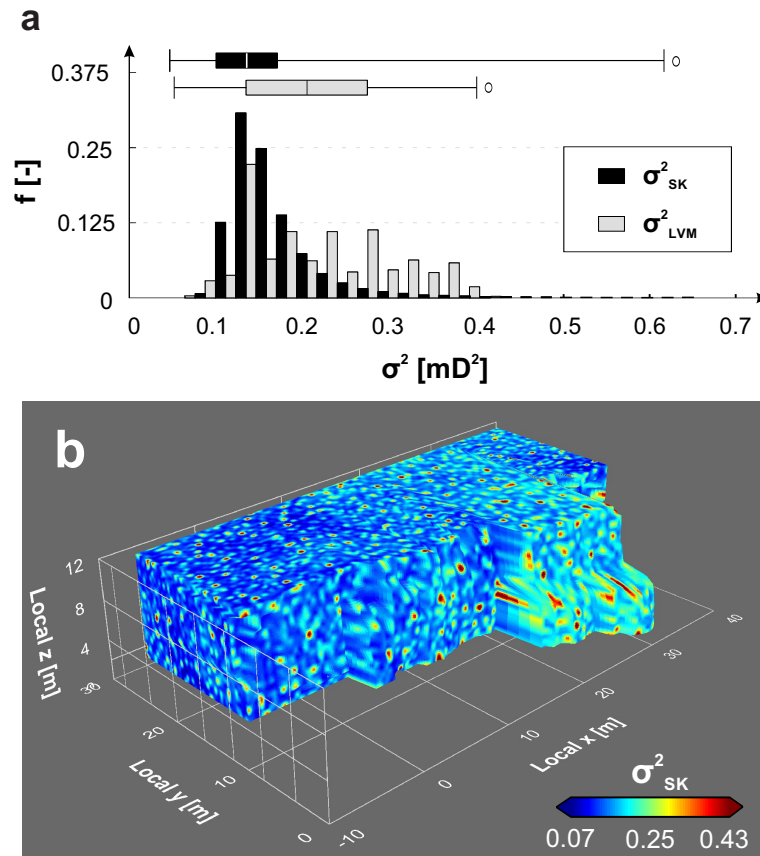 a
0.375
0.25
0.125
0
f [-]
σ²SK
σ²LVM
0 0.1 0.2 0.3 0.4 0.5 0.6 0.7
σ² [mD²]
b
12
8
4
Local z [m]
30
20
10
0
Local y [m]
-10
0
10
20
30
40
Local x [m]
σ²SK
0.07 0.25 0.43